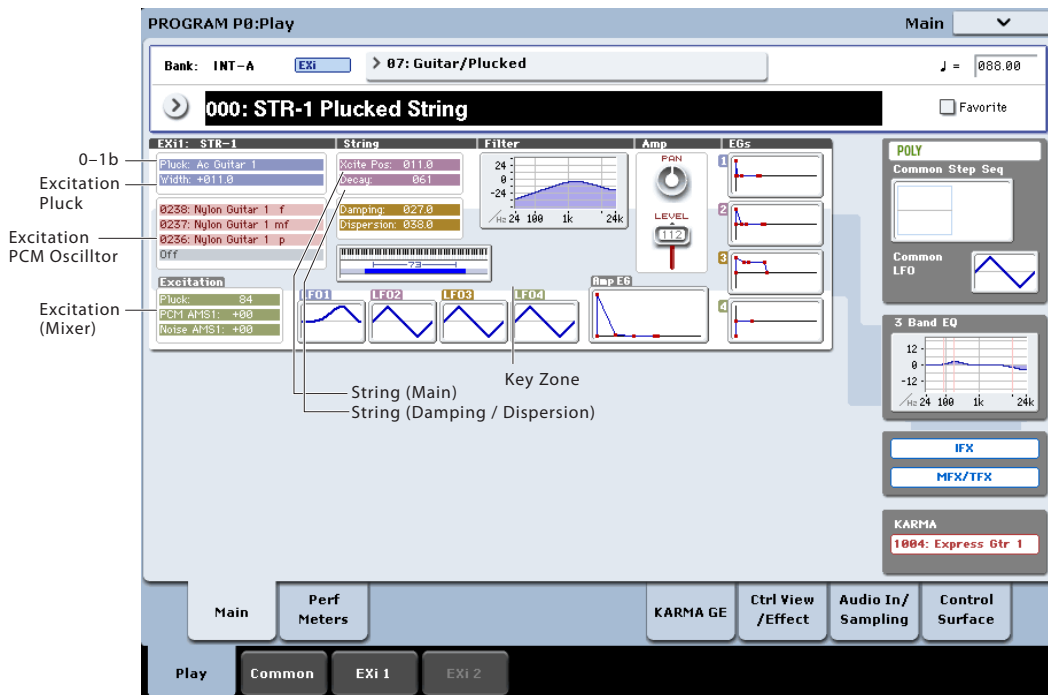 PROGRAM P0:Play Main
Bank: INT-A EXi 07: Guitar/Plucked ♩ = 088.00
000: STR-1 Plucked String Favorite
EXi1: STR-1 String Filter Amp EGs
0–1b
Excitation
Pluck
Excitation
PCM Oscilltor
Excitation
(Mixer)
Pluck: Ac Guitar 1
Width: +011.0
0238: Nylon Guitar 1 f
0237: Nylon Guitar 1 mf
0236: Nylon Guitar 1 p
Off
Excitation
Pluck: 84
PCM AMS1: +00
Noise AMS1: +00
Xcite Pos: 011.0
Decay: 061
Damping: 027.0
Dispersion: 038.0
73
24
0
-24
Hz 24 100 1k 24k
PAN
LEVEL
112
1
2
3
4
LFO1 LFO2 LFO3 LFO4 Amp EG
Key Zone
String (Main)
String (Damping / Dispersion)
POLY
Common Step Seq
Common
LFO
3 Band EQ
12
0
-12
Hz 24 100 1k 24k
IFX
MFX/TFX
KARMA
1004: Express Gtr 1
Main
Perf
Meters
KARMA GE
Ctrl View
/Effect
Audio In/
Sampling
Control
Surface
Play Common EXi 1 EXi 2